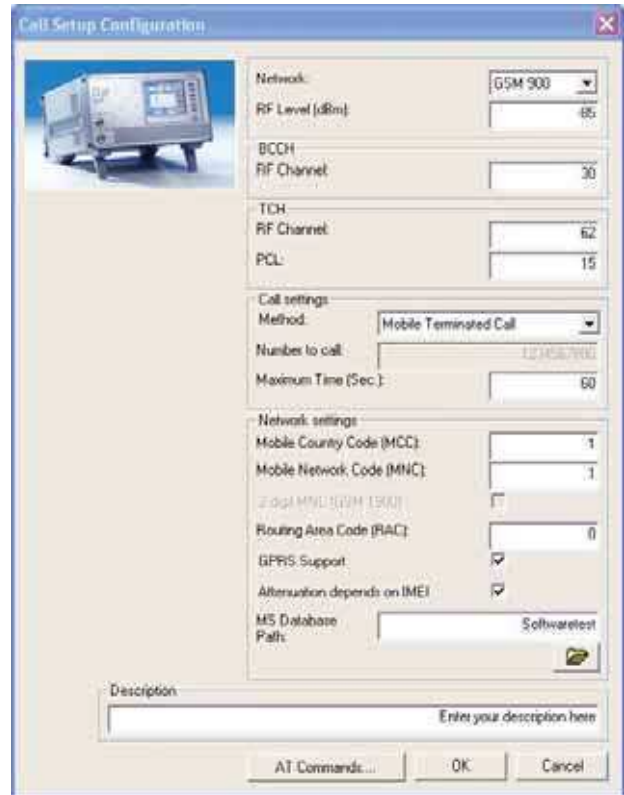 Call Setup Configuration
Network: GSM 900
RF Level (dBm): -85
BCCH
RF Channel: 30
TCH
RF Channel: 62
PCL: 15
Call settings
Method: Mobile Terminated Call
Number to call: 1234567890
Maximum Time (Sec.): 60
Network settings
Mobile Country Code (MCC): 1
Mobile Network Code (MNC): 1
digit MNC (GSM 1900)
Routing Area Code (RAC): 0
GPRS Support
Attenuation depends on IMEI
MS Database Path: Softwaretest
Description
Enter your description here
AT Commands... OK Cancel